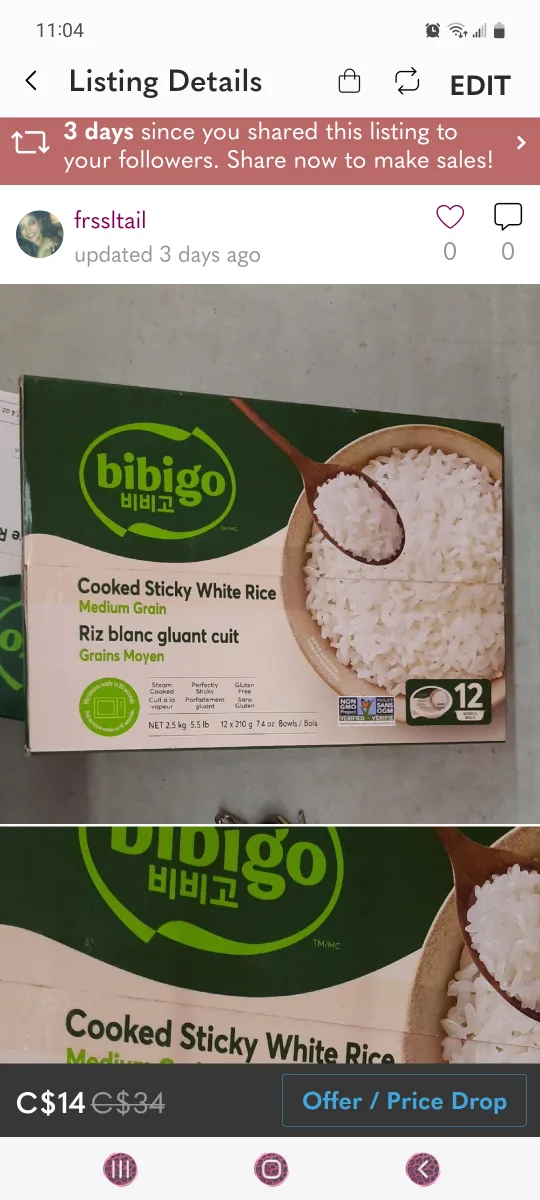 11:04
Listing Details
EDIT
3 days since you shared this listing to
your followers. Share now to make sales!
frssltail
updated 3 days ago
0
0
bibigo
비비고
TM/MC
Cooked Sticky White Rice
Medium Grain
Riz blanc gluant cuit
Grains Moyen
Steam Cooked
Cuit à la vapeur
Perfectly Sticky
Parfaitement gluant
Gluten Free
Sans Gluten
NET 2.5 kg 5.5 lb 12 x 210 g 7.4 oz Bowls / Bols
NON GMO Project VERIFIED
PROJET SANS OGM VÉRIFIÉ
12
BOWLS
BOLS
bibigo
비비고
TM/MC
Cooked Sticky White Rice
C$14 C$34
Offer / Price Drop